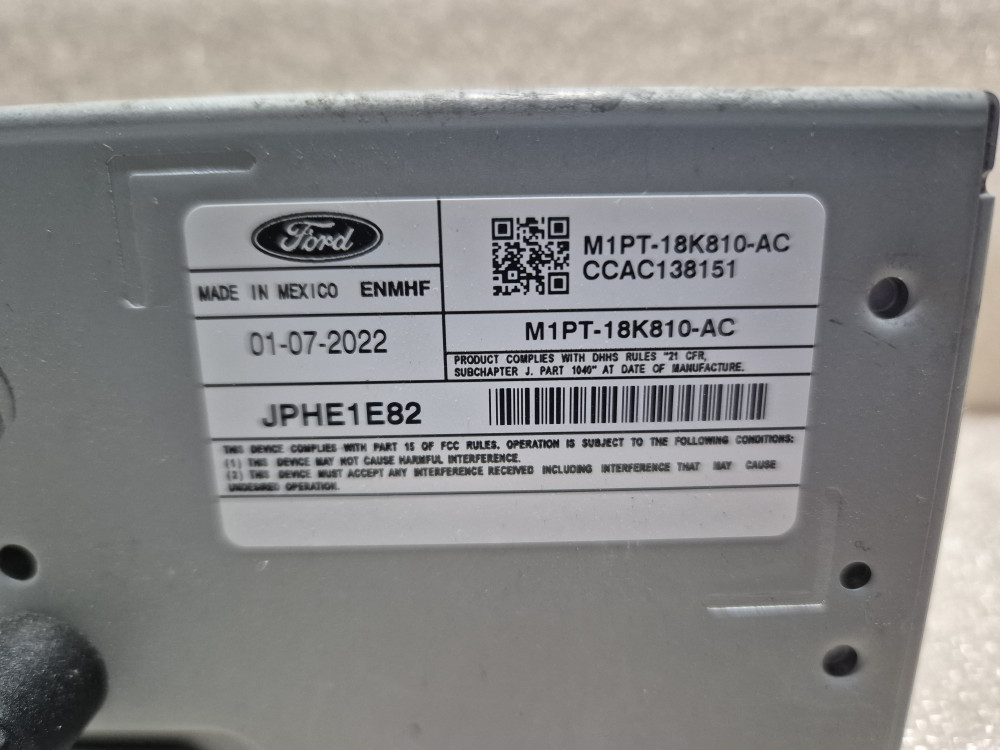 Ford
M1PT-18K810-AC
CCAC138151
MADE IN MEXICO ENMHF
01-07-2022
M1PT-18K810-AC
PRODUCT COMPLIES WITH DHHS RULES "21 CFR,
SUBCHAPTER J. PART 1040" AT DATE OF MANUFACTURE.
JPHE1E82
THIS DEVICE COMPLIES WITH PART 15 OF FCC RULES. OPERATION IS SUBJECT TO THE FOLLOWING CONDITIONS:
(1) THIS DEVICE MAY NOT CAUSE HARMFUL INTERFERENCE.
(2) THIS DEVICE MUST ACCEPT ANY INTERFERENCE RECEIVED INCLUDING INTERFERENCE THAT MAY CAUSE
UNDESIRED OPERATION.